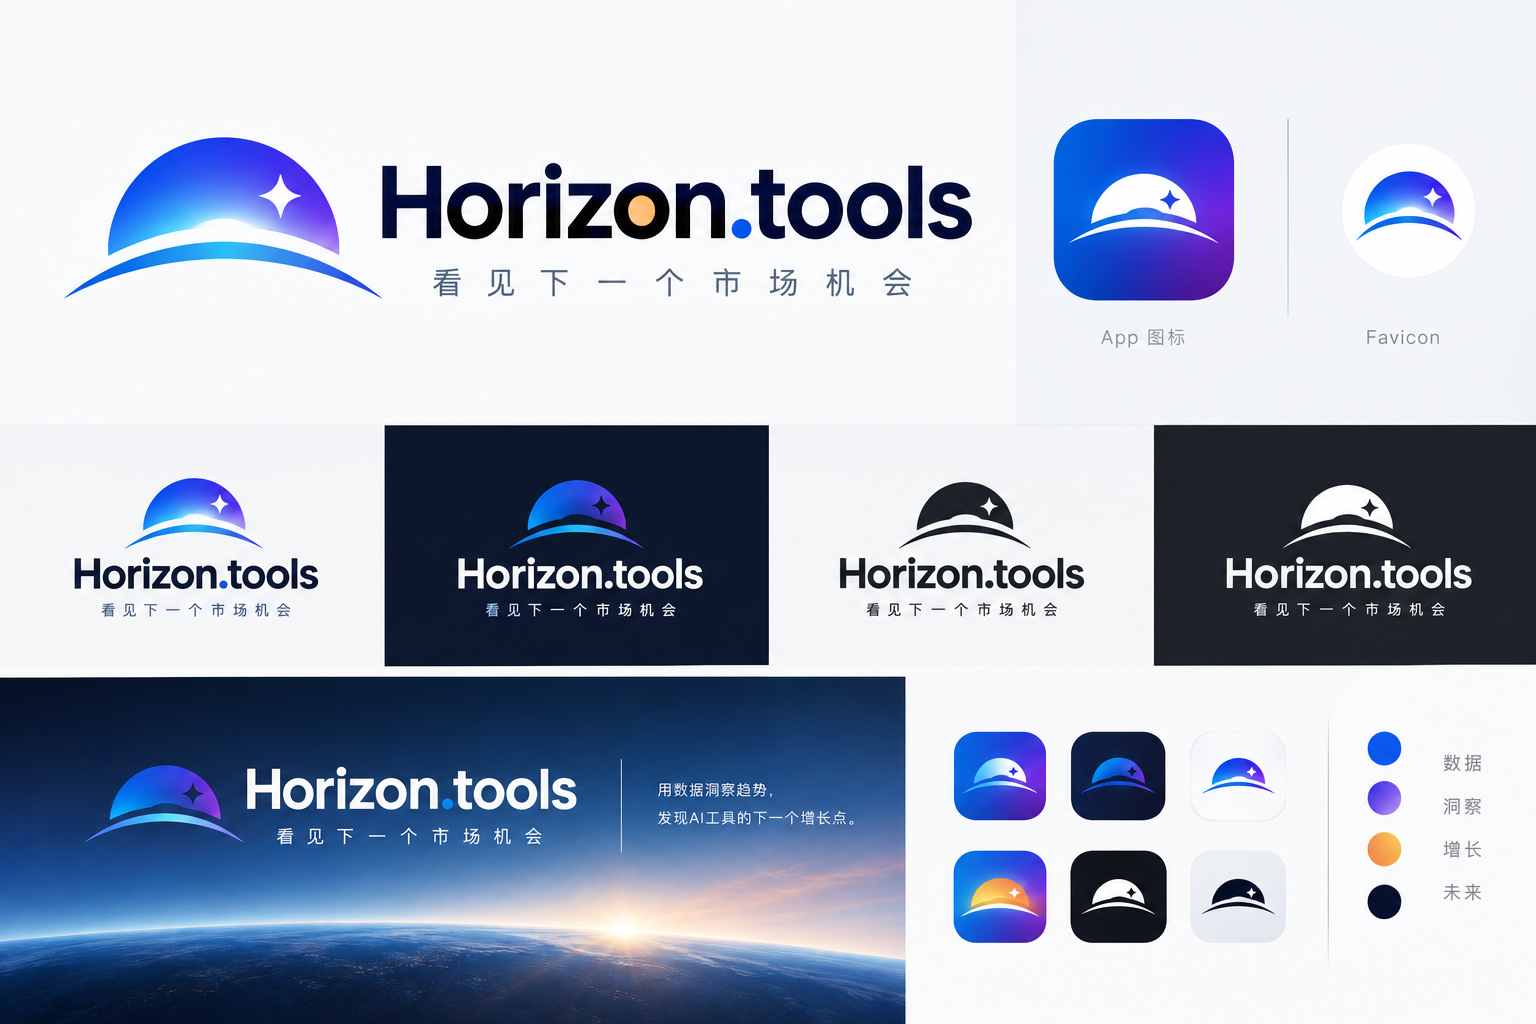 Horizon.tools
看见下一个市场机会
App 图标
Favicon
Horizon.tools
看见下一个市场机会
Horizon.tools
看见下一个市场机会
Horizon.tools
看见下一个市场机会
Horizon.tools
看见下一个市场机会
Horizon.tools
看见下一个市场机会
用数据洞察趋势，
发现AI工具的下一个增长点。
数据
洞察
增长
未来